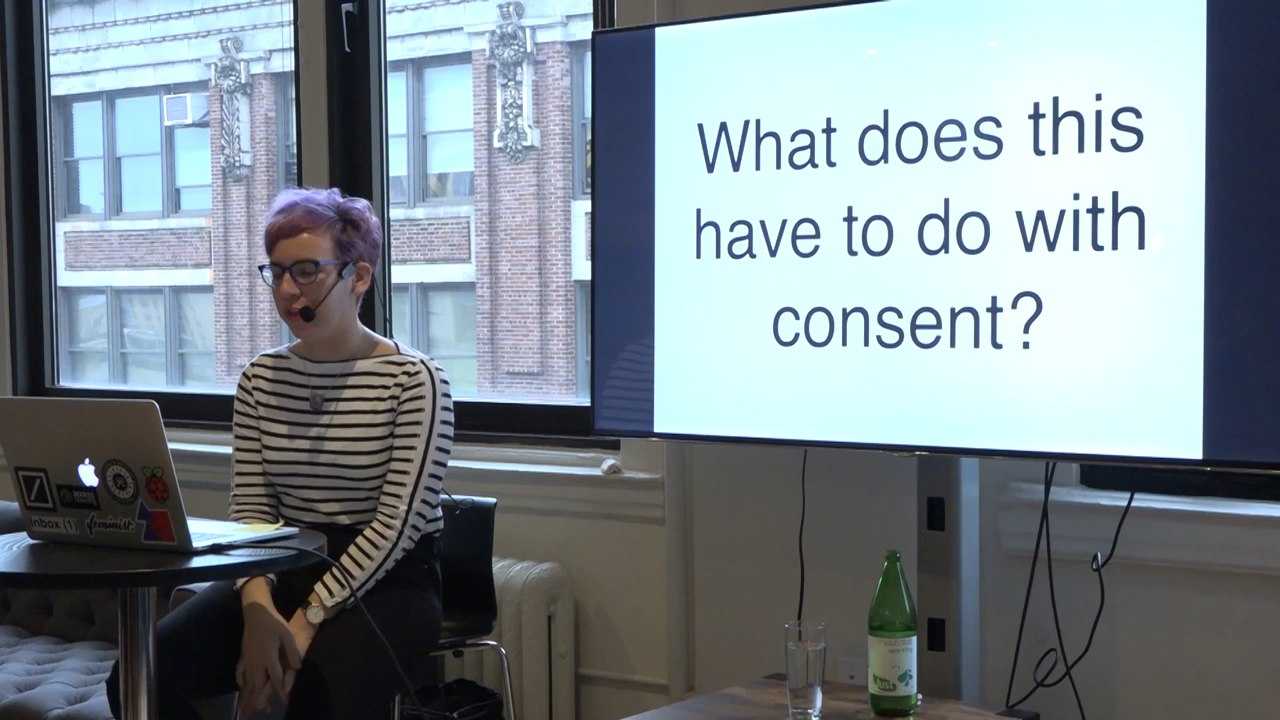 What does this
have to do with
consent?
Inbox (1)
feminist.